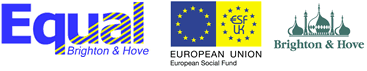 Equal
Brighton & Hove
ESF
UK
EUROPEAN UNION
European Social Fund
Brighton & Hove